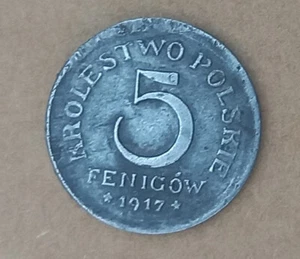 KRÓLESTWO POLSKIE
5
FENIGÓW
* 1917 *